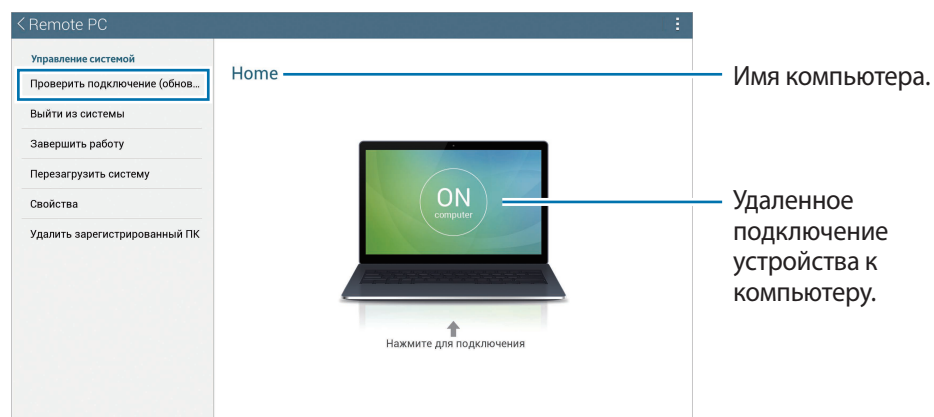 Remote PC
Управление системой
Проверить подключение (обнов...
Выйти из системы
Завершить работу
Перезагрузить систему
Свойства
Удалить зарегистрированный ПК
Home
ON
computer
Нажмите для подключения
Имя компьютера.
Удаленное
подключение
устройства к
компьютеру.